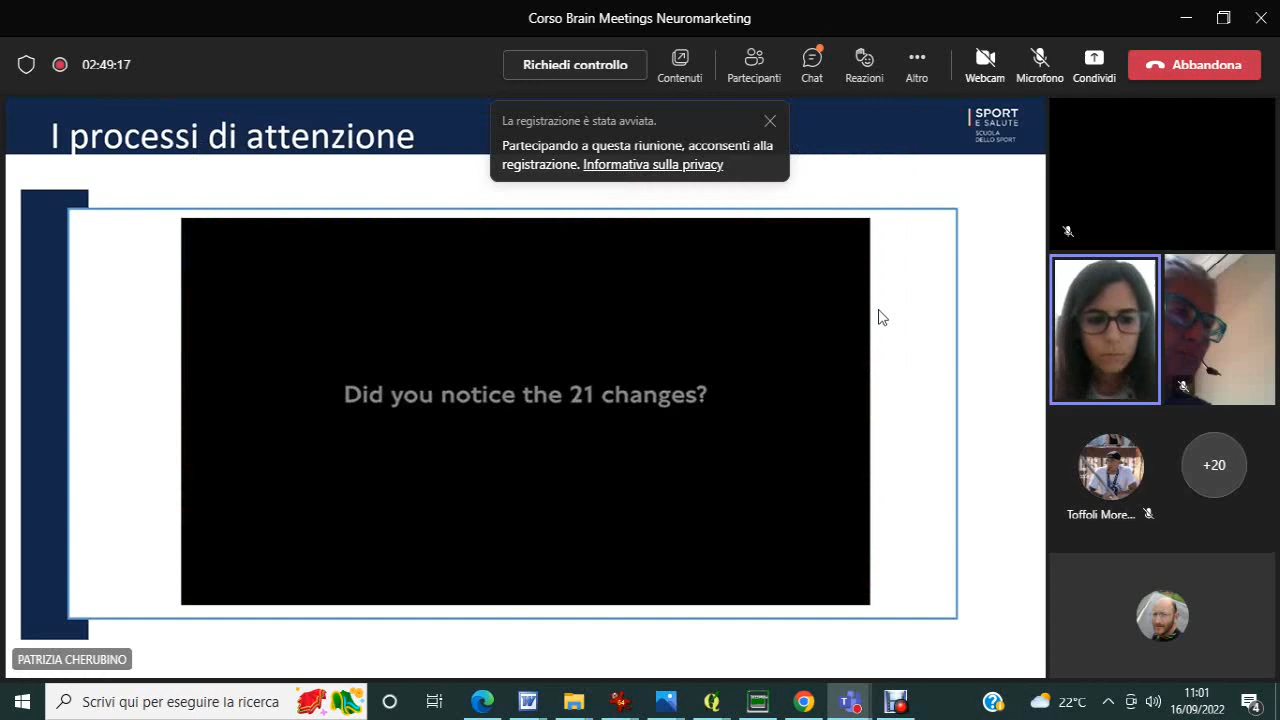 Corso Brain Meetings Neuromarketing
02:49:17
Richiedi controllo
Contenuti
Partecipanti
Chat
Reazioni
Altro
Webcam
Microfono
Condividi
Abbandona
I processi di attenzione
SPORT
E SALUTE
SCUOLA
DELLO SPORT
La registrazione è stata avviata.
Partecipando a questa riunione, acconsenti alla
registrazione. Informativa sulla privacy
Did you notice the 21 changes?
+20
Toffoli More...
PATRIZIA CHERUBINO
Scrivi qui per eseguire la ricerca
22°C
11:01
16/09/2022
4